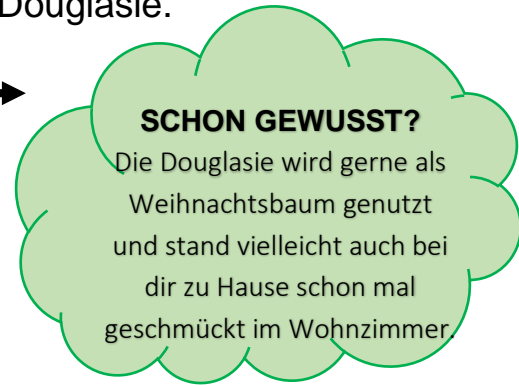 Douglasie.
SCHON GEWUSST?
Die Douglasie wird gerne als
Weihnachtsbaum genutzt
und stand vielleicht auch bei
dir zu Hause schon mal
geschmückt im Wohnzimmer.